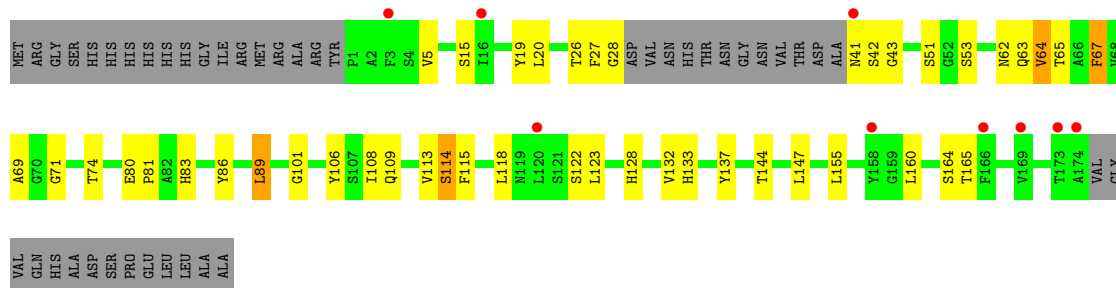 MET ARG GLY SER HIS HIS HIS HIS HIS HIS GLY ILE ARG MET ARG ALA ARG TYR P1 A2 F3 S4 V5 S15 I16 Y19 L20 T26 F27 G28 ASP VAL ASN HIS THR ASN GLY ASN VAL THR ASP ALA N41 S42 G43 S51 G52 S53 N62 Q63 V64 T65 A66 F67 V68
A69 G70 G71 T74 E80 P81 A82 H83 Y86 L89 G101 Y106 S107 I108 Q109 V113 S114 F115 L118 N119 L120 S121 S122 L123 H128 V132 H133 Y137 T144 L147 L155 Y158 G159 L160 S164 T165 F166 V169 T173 A174 VAL GLY
VAL GLN HIS ALA ASP SER PRO GLU LEU LEU ALA ALA